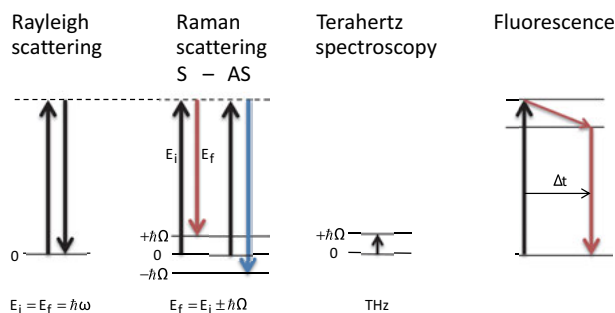 Rayleigh
scattering
Raman
scattering
S – AS
Terahertz
spectroscopy
Fluorescence
E_i
E_f
Δt
+ℏΩ
0
−ℏΩ
0
+ℏΩ
0
E_i = E_f = ℏω
E_f = E_i ± ℏΩ
THz